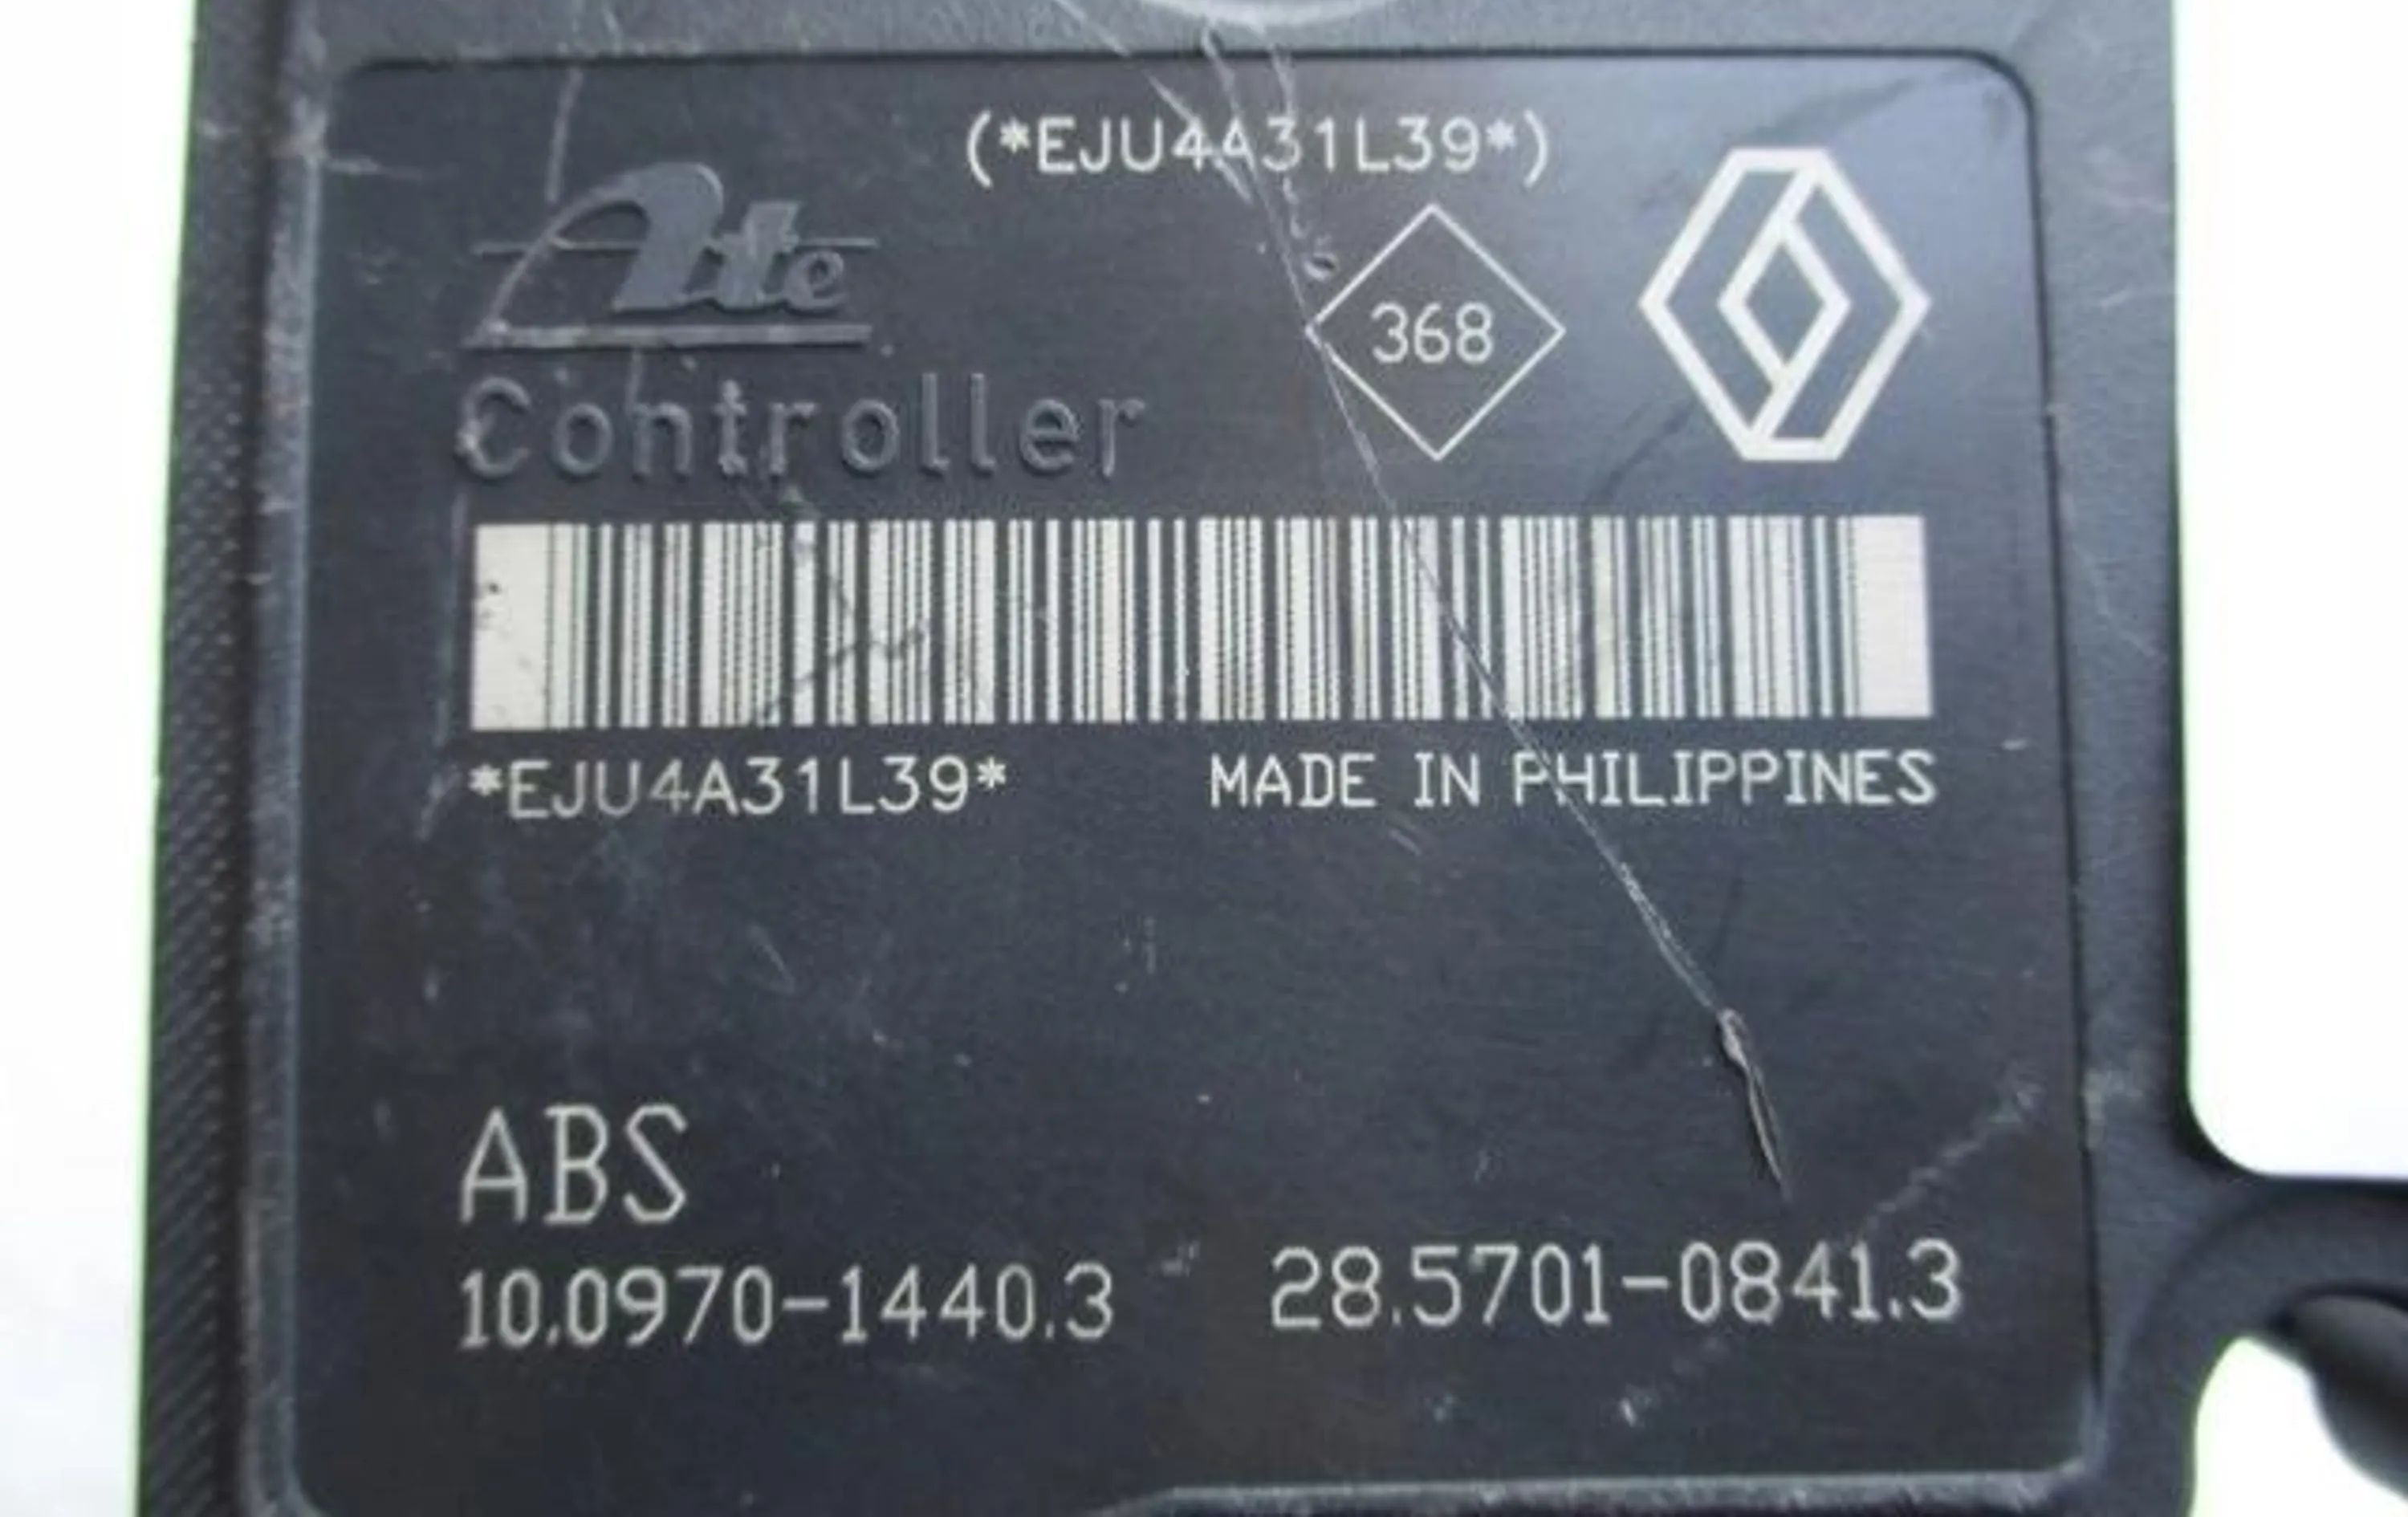 (*EJU4A31L39*)
Ate
368
Controller
*EJU4A31L39* MADE IN PHILIPPINES
ABS
10.0970-1440.3 28.5701-0841.3